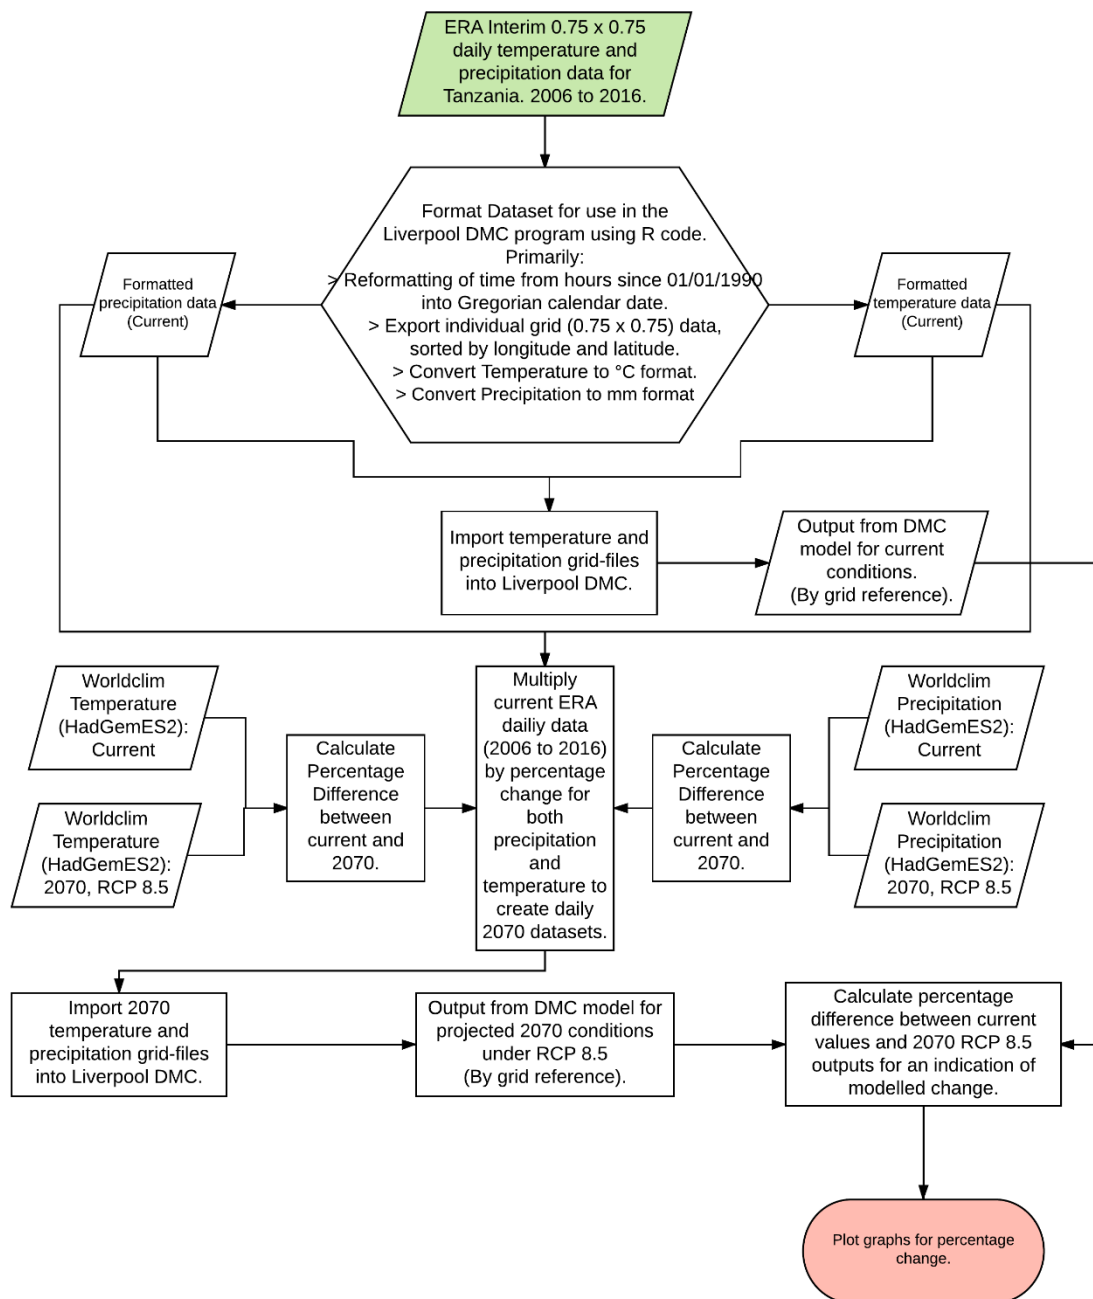 ERA Interim 0.75 x 0.75
daily temperature and
precipitation data for
Tanzania. 2006 to 2016.
Format Dataset for use in the
Liverpool DMC program using R code.
Primarily:
> Reformatting of time from hours since 01/01/1990
into Gregorian calendar date.
> Export individual grid (0.75 x 0.75) data,
sorted by longitude and latitude.
> Convert Temperature to °C format.
> Convert Precipitation to mm format
Formatted
precipitation data
(Current)
Formatted
temperature data
(Current)
Import temperature and
precipitation grid-files
into Liverpool DMC.
Output from DMC
model for current
conditions.
(By grid reference).
Worldclim
Temperature
(HadGemES2):
Current
Worldclim
Temperature
(HadGemES2):
2070, RCP 8.5
Calculate
Percentage
Difference
between
current and
2070.
Multiply
current ERA
dailiy data
(2006 to 2016)
by percentage
change for
both
precipitation
and
temperature to
create daily
2070 datasets.
Calculate
Percentage
Difference
between
current and
2070.
Worldclim
Precipitation
(HadGemES2):
Current
Worldclim
Precipitation
(HadGemES2):
2070, RCP 8.5
Import 2070
temperature and
precipitation grid-files
into Liverpool DMC.
Output from DMC model for
projected 2070 conditions
under RCP 8.5
(By grid reference).
Calculate percentage
difference between current
values and 2070 RCP 8.5
outputs for an indication of
modelled change.
Plot graphs for percentage
change.